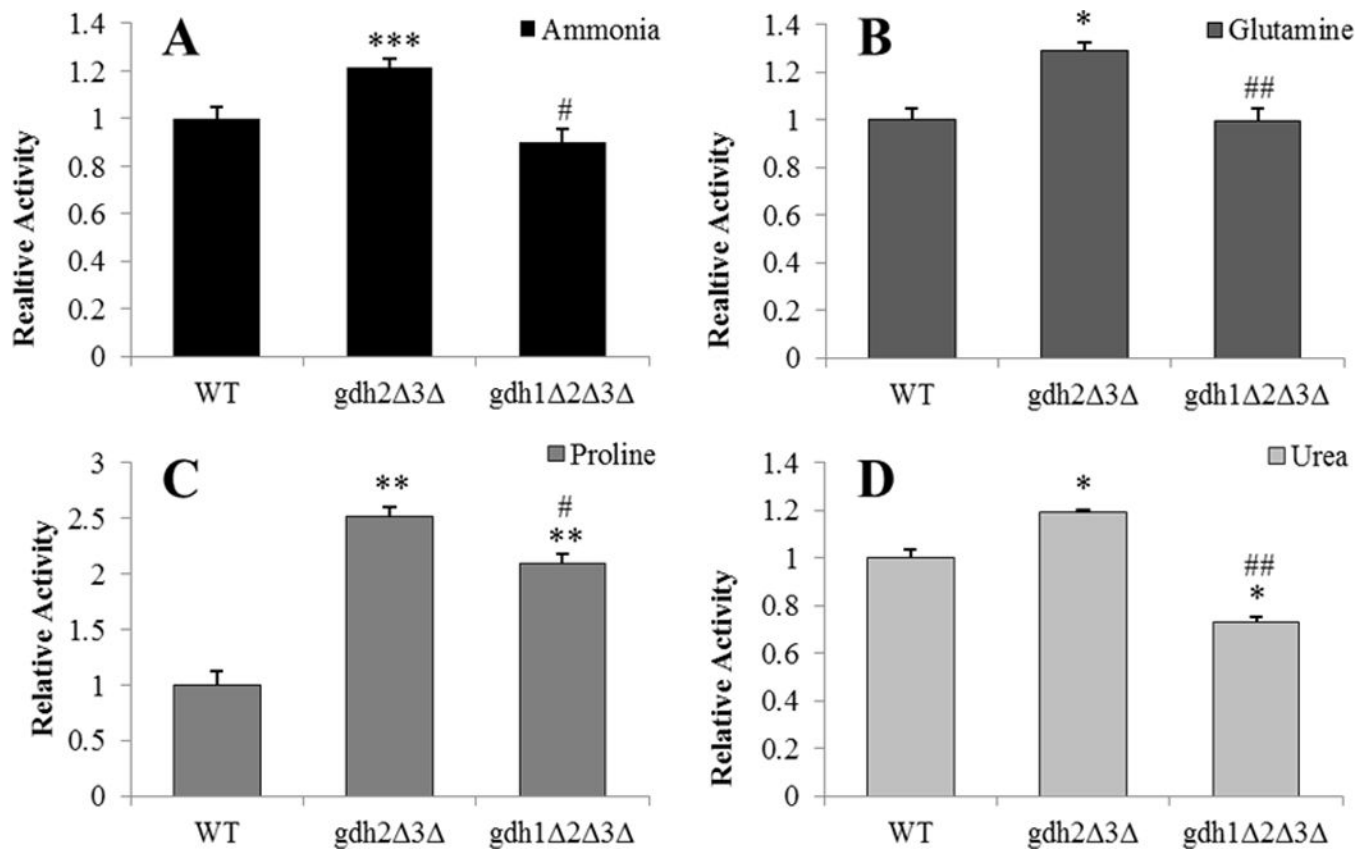 A
Ammonia
***
#
1.4
1.2
1
0.8
0.6
0.4
0.2
0
Realtive Activity
WT
gdh2Δ3Δ
gdh1Δ2Δ3Δ
B
Glutamine
*
##
1.4
1.2
1
0.8
0.6
0.4
0.2
0
Realtive Activity
WT
gdh2Δ3Δ
gdh1Δ2Δ3Δ
C
Proline
**
#
**
3
2.5
2
1.5
1
0.5
0
Relative Activity
WT
gdh2Δ3Δ
gdh1Δ2Δ3Δ
D
Urea
*
##
*
1.4
1.2
1
0.8
0.6
0.4
0.2
0
Relative Activity
WT
gdh2Δ3Δ
gdh1Δ2Δ3Δ